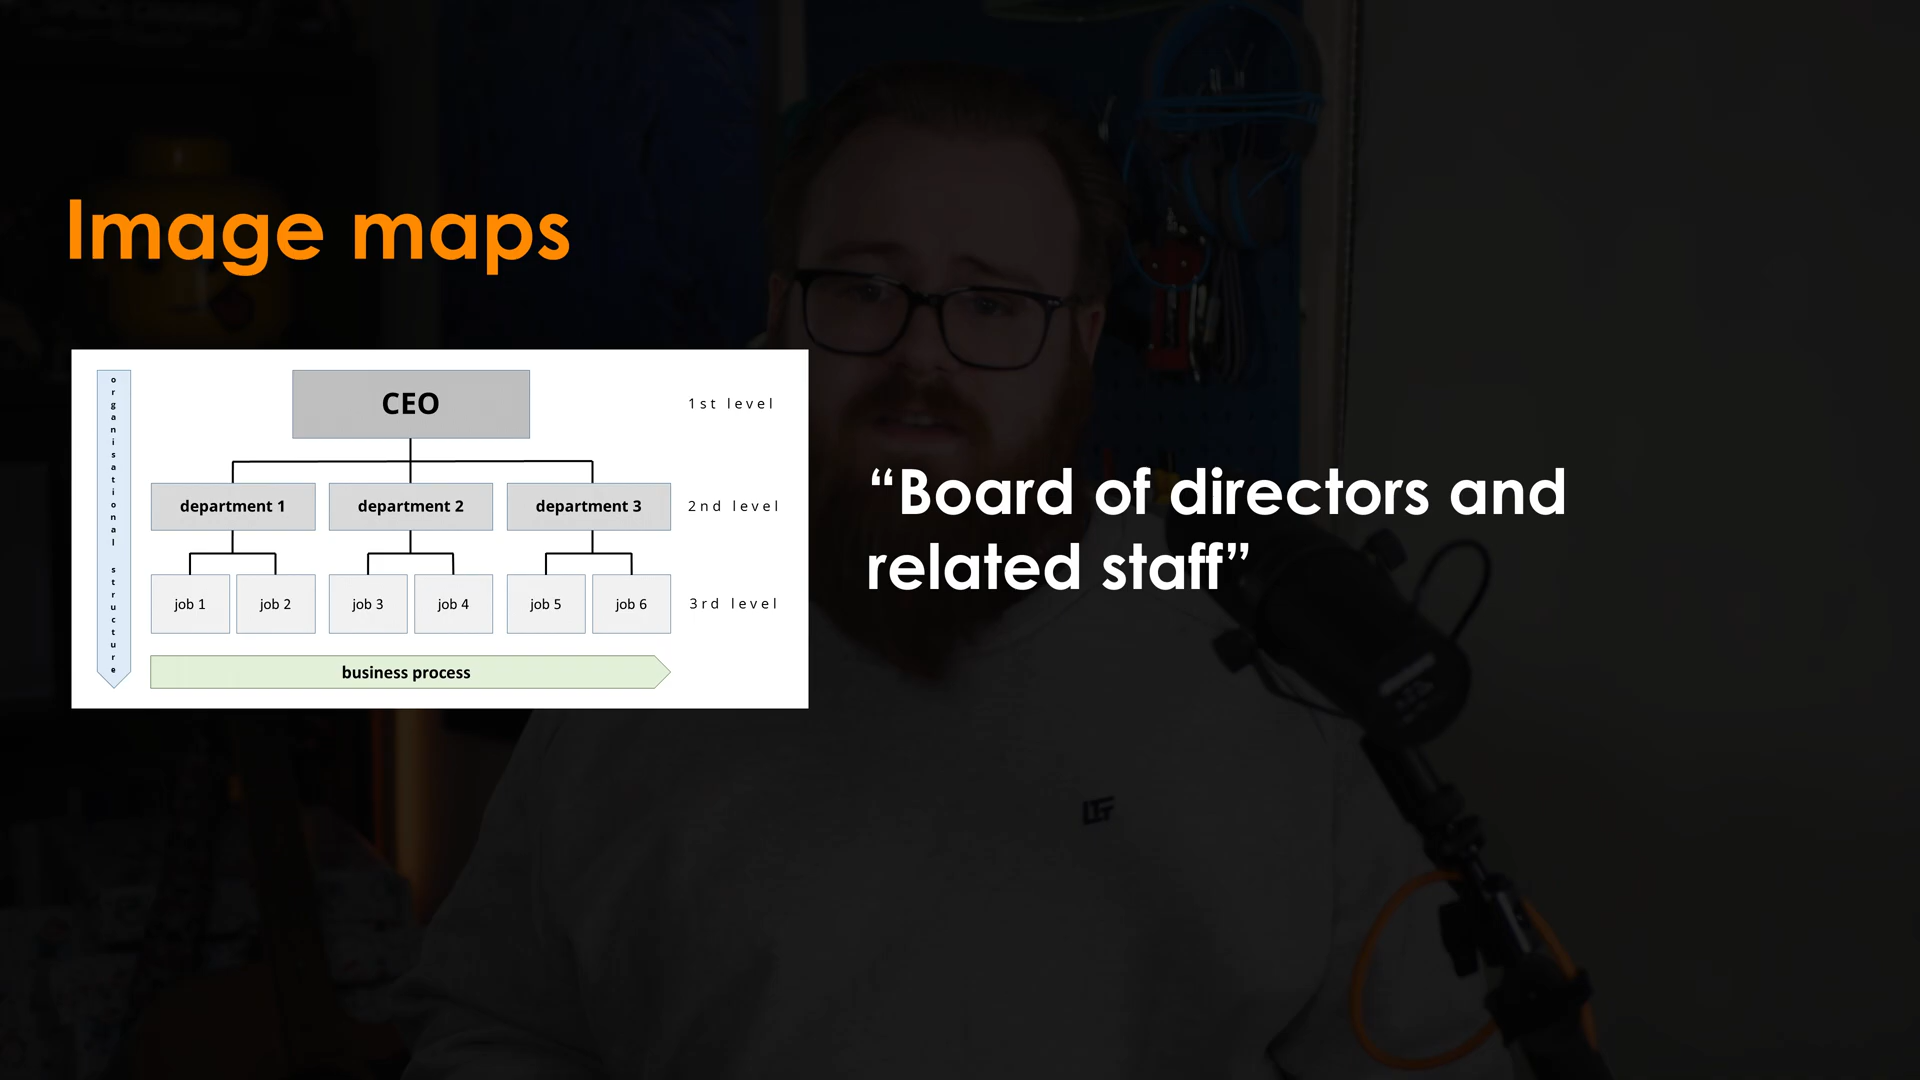 Image maps
organisational structure
CEO
1st level
department 1
department 2
department 3
2nd level
job 1
job 2
job 3
job 4
job 5
job 6
3rd level
business process
“Board of directors and
related staff”